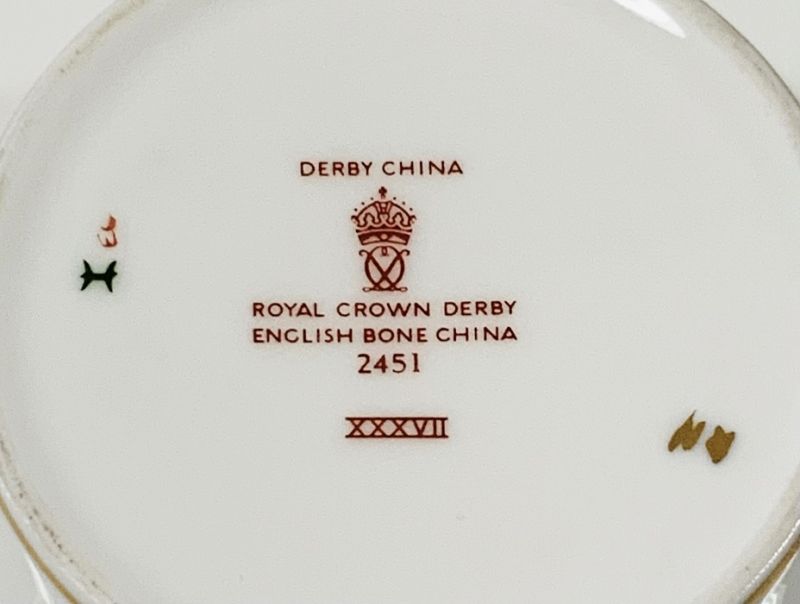 DERBY CHINA
ROYAL CROWN DERBY
ENGLISH BONE CHINA
2451
XXXVII